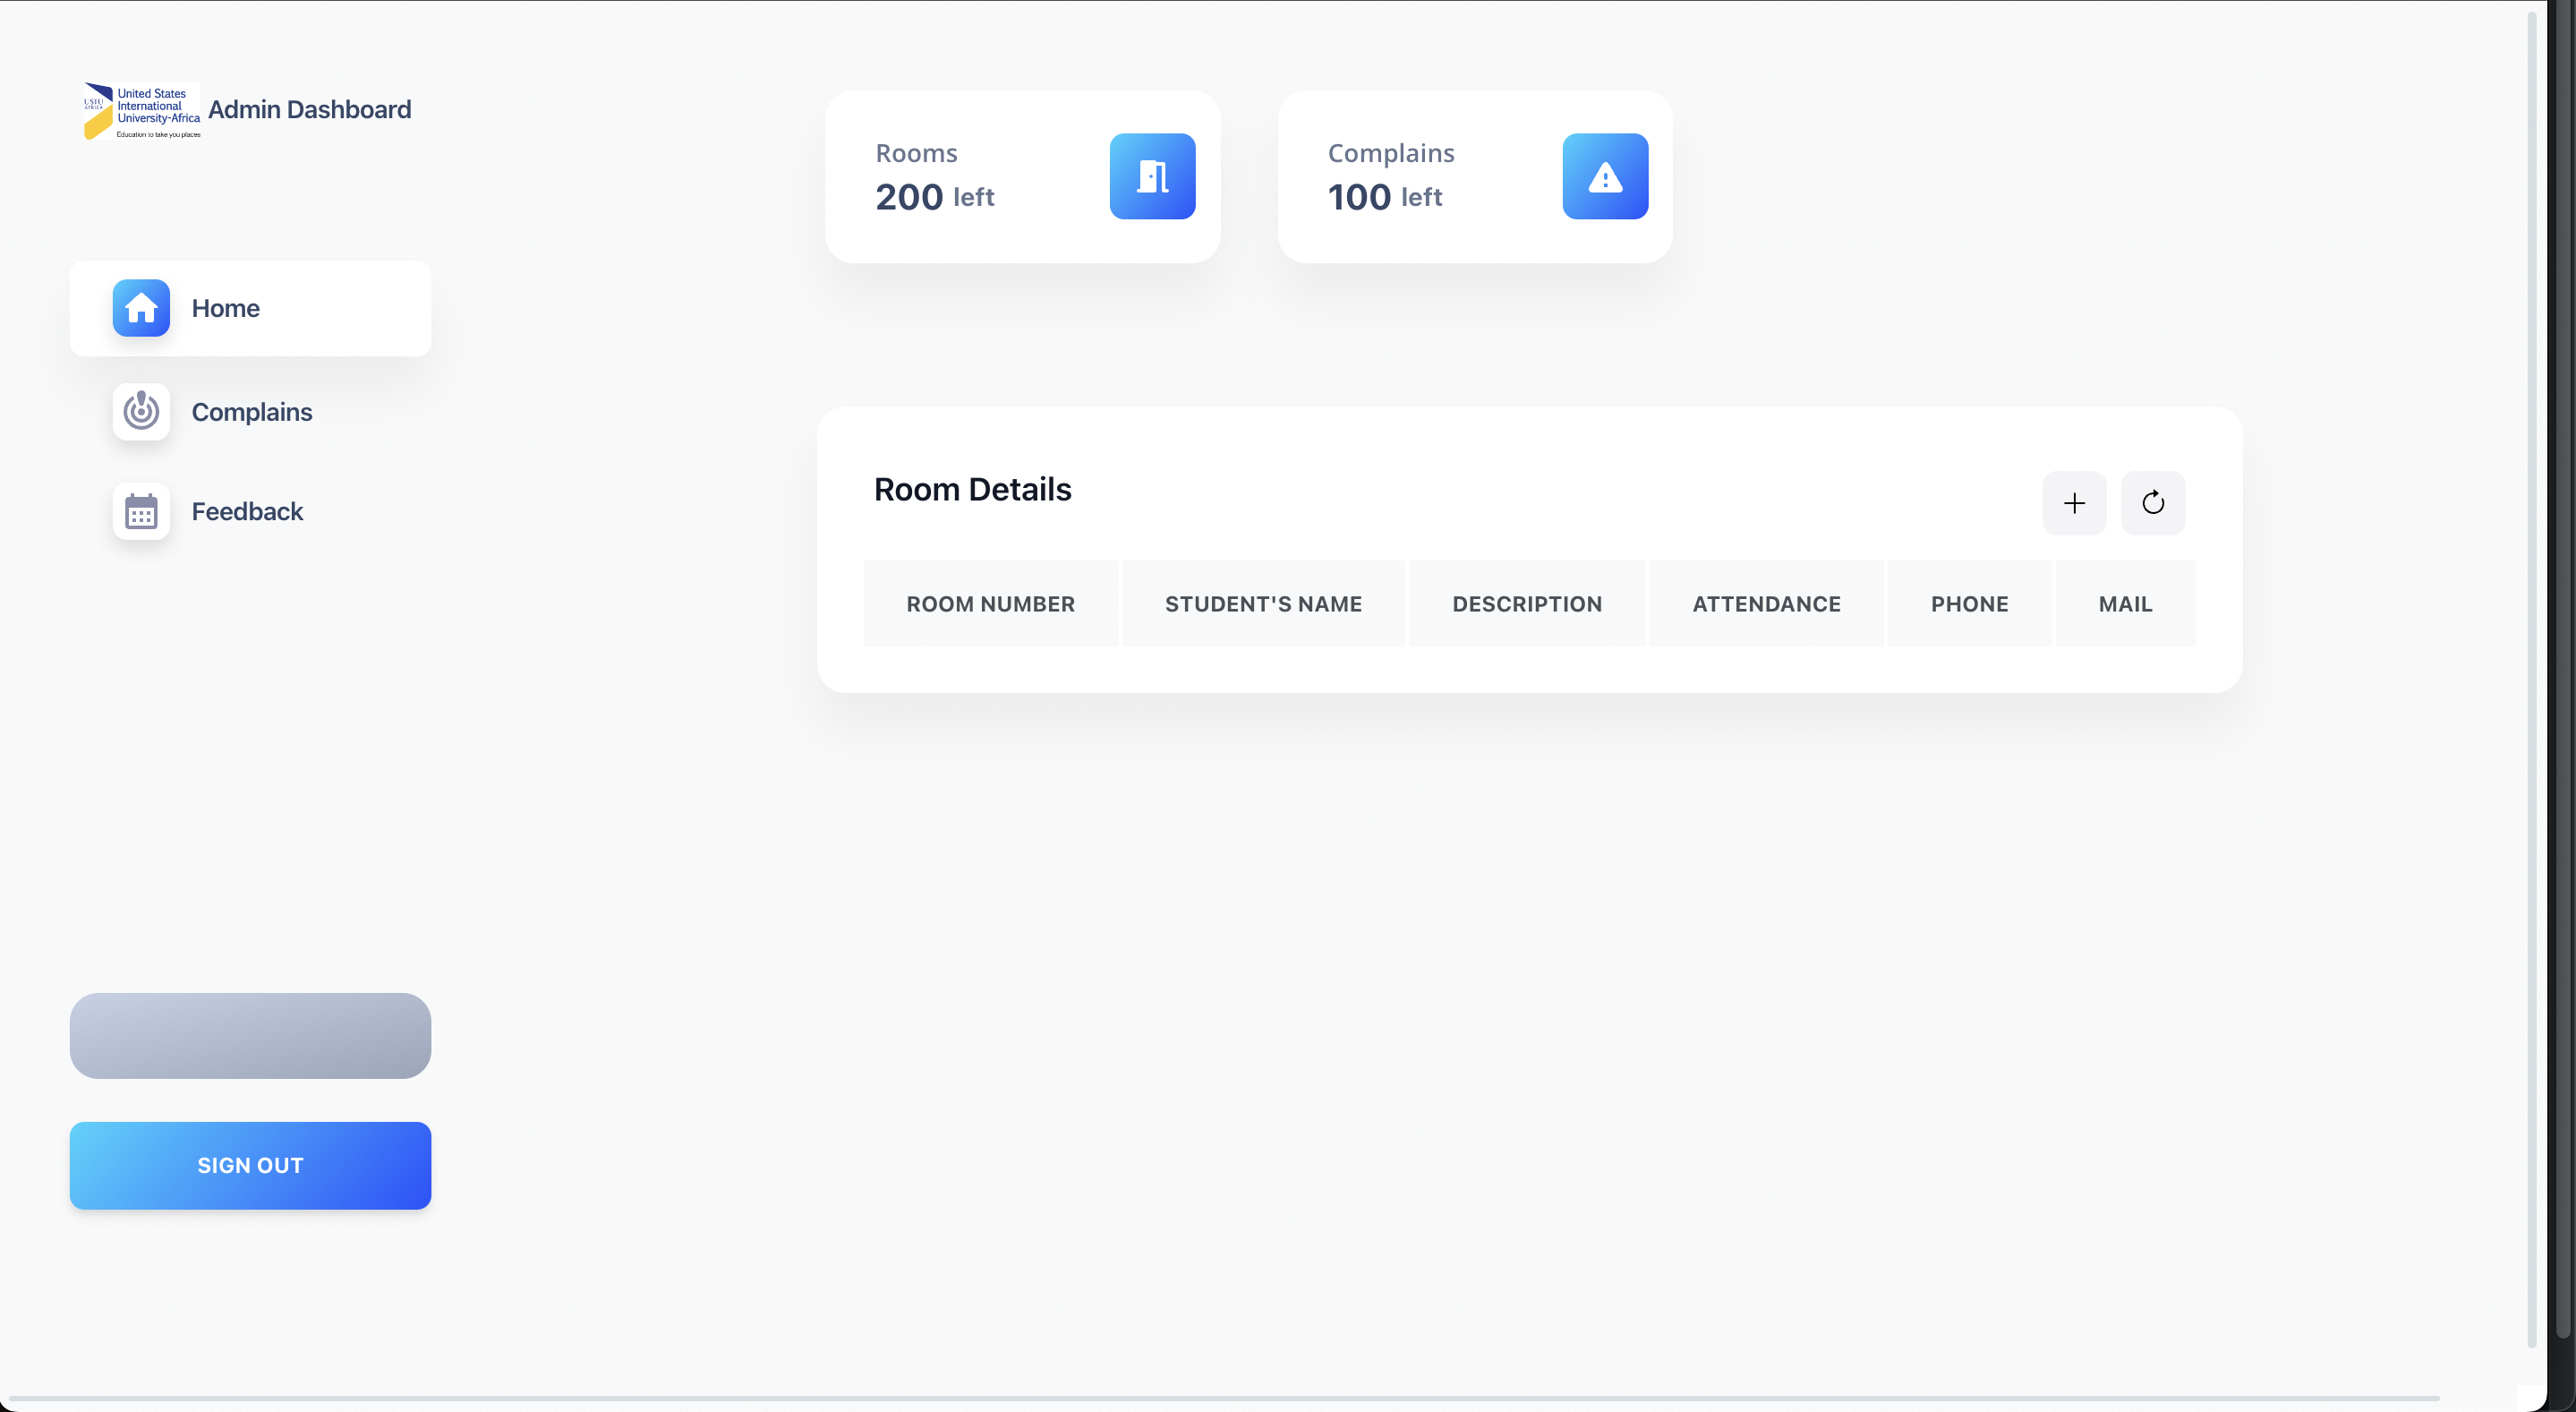 USIU
AFRICA
United States
International
University-Africa
Education to take you places
Admin Dashboard
Home
Complains
Feedback
SIGN OUT
Rooms
200 left
Complains
100 left
Room Details
ROOM NUMBER STUDENT'S NAME DESCRIPTION ATTENDANCE PHONE MAIL